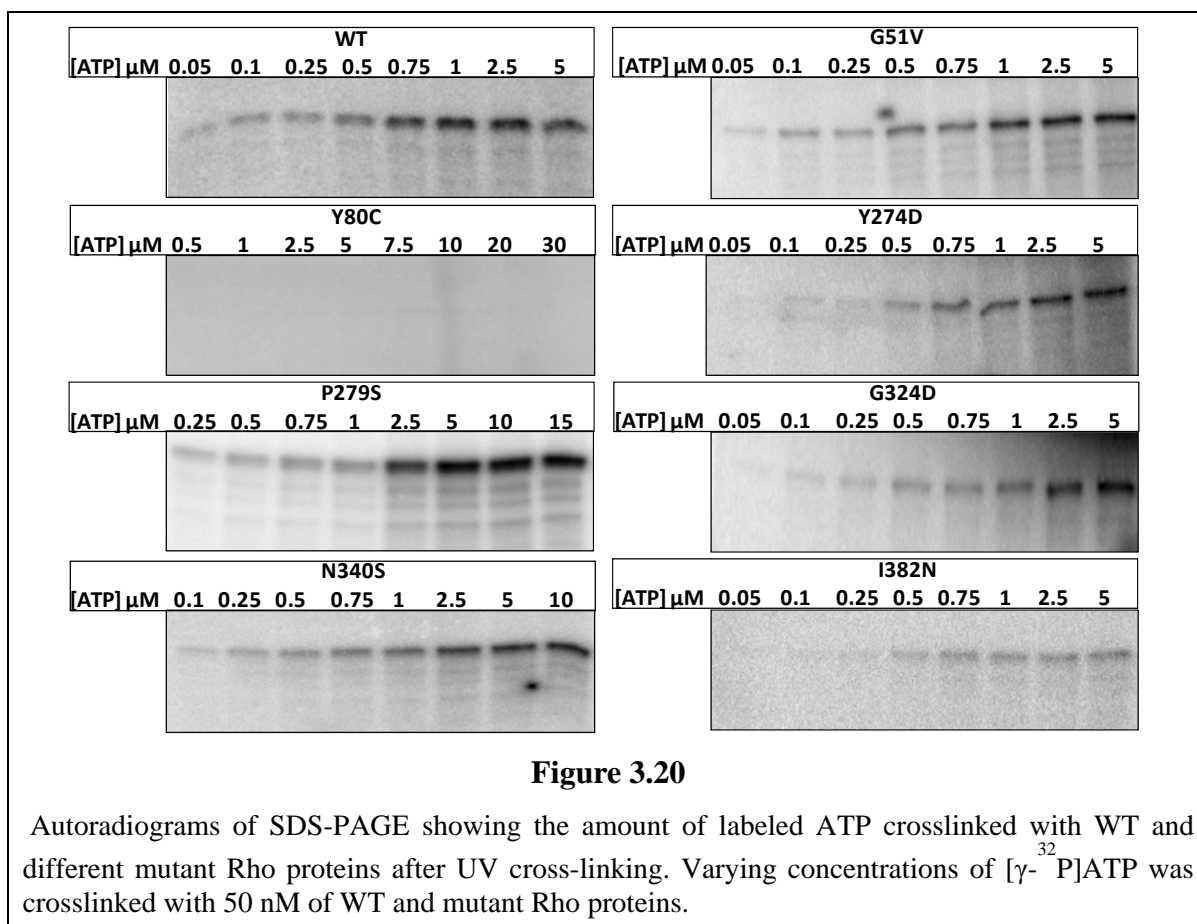 WT
[ATP] µM 0.05 0.1 0.25 0.5 0.75 1 2.5 5
G51V
[ATP] µM 0.05 0.1 0.25 0.5 0.75 1 2.5 5
Y80C
[ATP] µM 0.5 1 2.5 5 7.5 10 20 30
Y274D
[ATP] µM 0.05 0.1 0.25 0.5 0.75 1 2.5 5
P279S
[ATP] µM 0.25 0.5 0.75 1 2.5 5 10 15
G324D
[ATP] µM 0.05 0.1 0.25 0.5 0.75 1 2.5 5
N340S
[ATP] µM 0.1 0.25 0.5 0.75 1 2.5 5 10
I382N
[ATP] µM 0.05 0.1 0.25 0.5 0.75 1 2.5 5
Figure 3.20
Autoradiograms of SDS-PAGE showing the amount of labeled ATP crosslinked with WT and
different mutant Rho proteins after UV cross-linking. Varying concentrations of [γ-³²P]ATP was
crosslinked with 50 nM of WT and mutant Rho proteins.